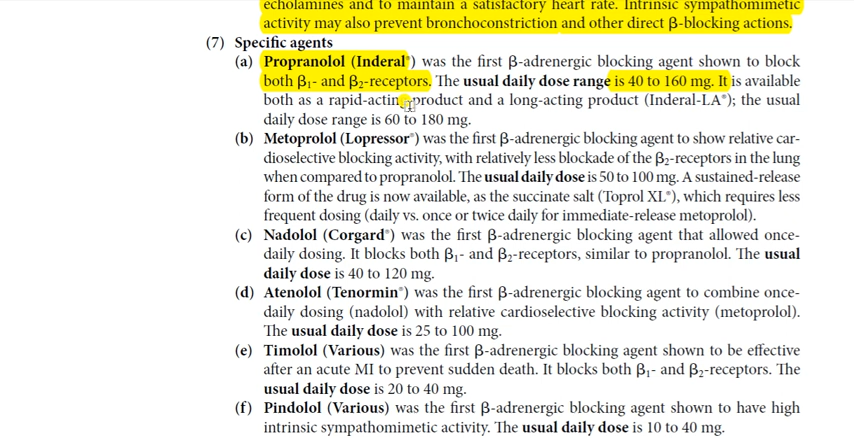 echolamines and to maintain a satisfactory heart rate. Intrinsic sympathomimetic
activity may also prevent bronchoconstriction and other direct β-blocking actions.
(7) Specific agents
(a) Propranolol (Inderal®) was the first β-adrenergic blocking agent shown to block
both β₁- and β₂-receptors. The usual daily dose range is 40 to 160 mg. It is available
both as a rapid-acting product and a long-acting product (Inderal-LA®); the usual
daily dose range is 60 to 180 mg.
(b) Metoprolol (Lopressor®) was the first β-adrenergic blocking agent to show relative car-
dioselective blocking activity, with relatively less blockade of the β₂-receptors in the lung
when compared to propranolol. The usual daily dose is 50 to 100 mg. A sustained-release
form of the drug is now available, as the succinate salt (Toprol XL®), which requires less
frequent dosing (daily vs. once or twice daily for immediate-release metoprolol).
(c) Nadolol (Corgard®) was the first β-adrenergic blocking agent that allowed once-
daily dosing. It blocks both β₁- and β₂-receptors, similar to propranolol. The usual
daily dose is 40 to 120 mg.
(d) Atenolol (Tenormin®) was the first β-adrenergic blocking agent to combine once-
daily dosing (nadolol) with relative cardioselective blocking activity (metoprolol).
The usual daily dose is 25 to 100 mg.
(e) Timolol (Various) was the first β-adrenergic blocking agent shown to be effective
after an acute MI to prevent sudden death. It blocks both β₁- and β₂-receptors. The
usual daily dose is 20 to 40 mg.
(f) Pindolol (Various) was the first β-adrenergic blocking agent shown to have high
intrinsic sympathomimetic activity. The usual daily dose is 10 to 40 mg.